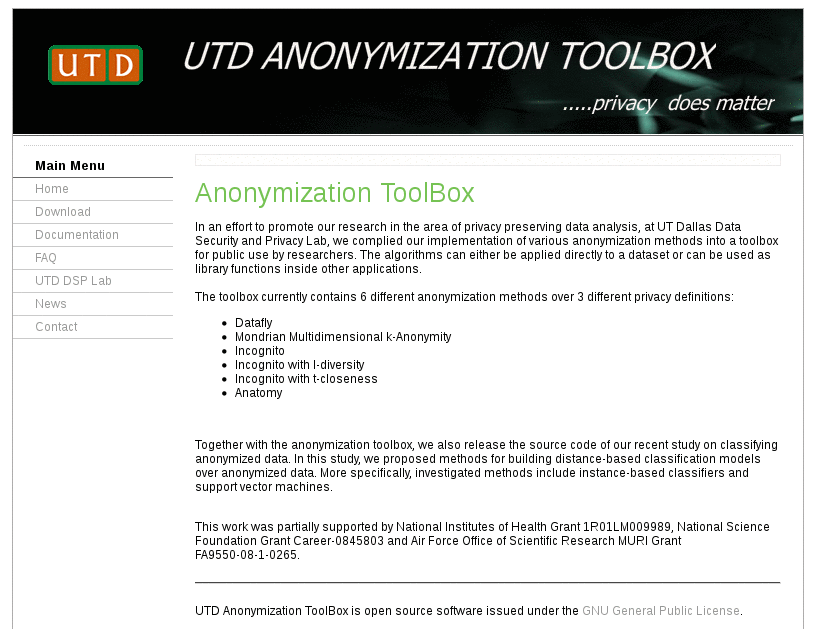 UTD
UTD ANONYMIZATION TOOLBOX
.....privacy does matter
Main Menu
Home
Download
Documentation
FAQ
UTD DSP Lab
News
Contact
Anonymization ToolBox
In an effort to promote our research in the area of privacy preserving data analysis, at UT Dallas Data
Security and Privacy Lab, we complied our implementation of various anonymization methods into a toolbox
for public use by researchers. The algorithms can either be applied directly to a dataset or can be used as
library functions inside other applications.
The toolbox currently contains 6 different anonymization methods over 3 different privacy definitions:
• Datafly
• Mondrian Multidimensional k-Anonymity
• Incognito
• Incognito with l-diversity
• Incognito with t-closeness
• Anatomy
Together with the anonymization toolbox, we also release the source code of our recent study on classifying
anonymized data. In this study, we proposed methods for building distance-based classification models
over anonymized data. More specifically, investigated methods include instance-based classifiers and
support vector machines.
This work was partially supported by National Institutes of Health Grant 1R01LM009989, National Science
Foundation Grant Career-0845803 and Air Force Office of Scientific Research MURI Grant
FA9550-08-1-0265.
UTD Anonymization ToolBox is open source software issued under the GNU General Public License.